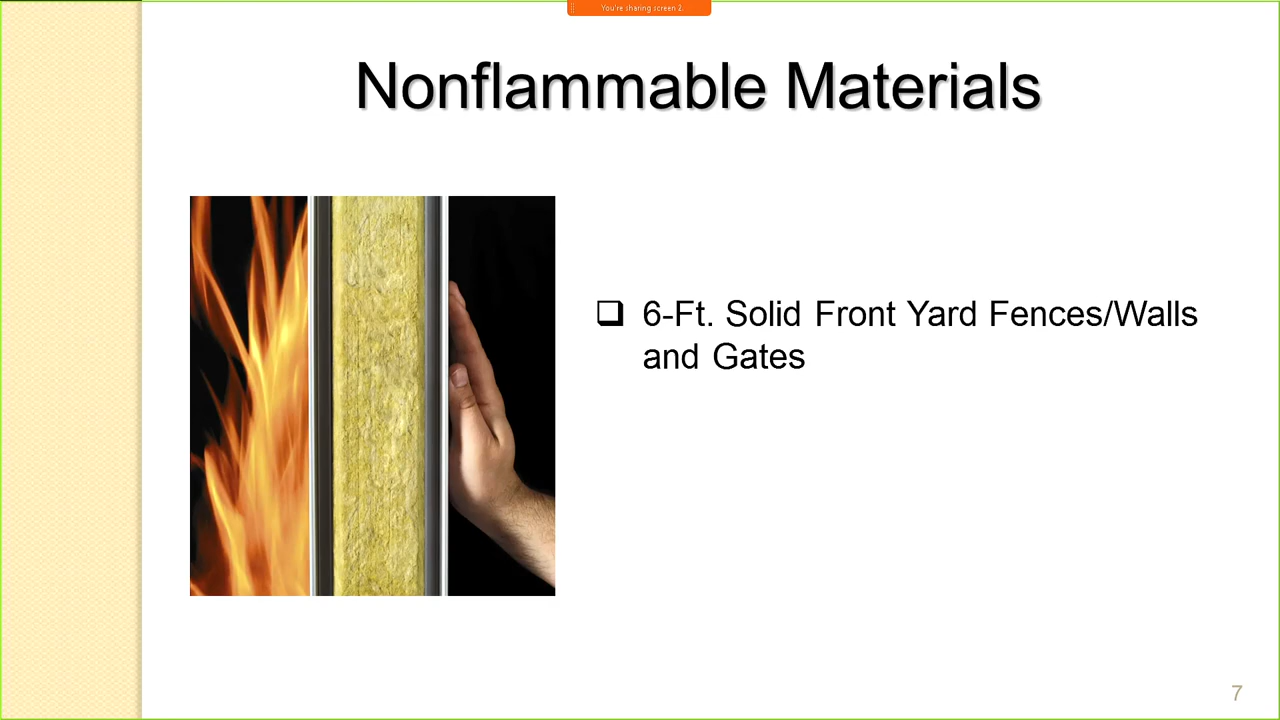 You're sharing screen 2.
Nonflammable Materials
❑ 6-Ft. Solid Front Yard Fences/Walls
and Gates
7